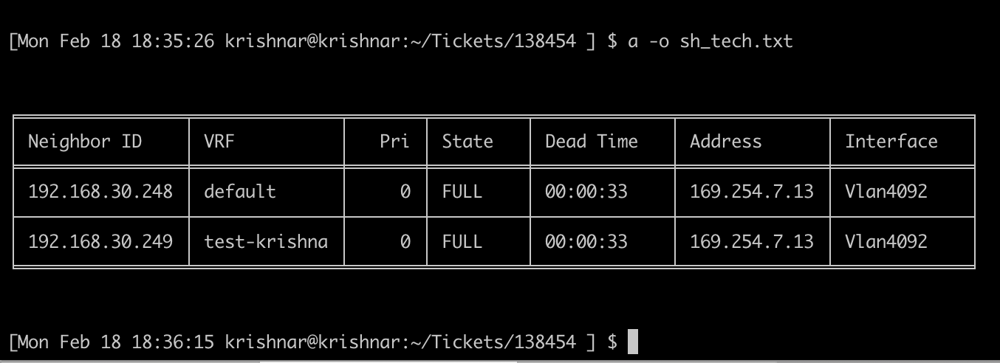 [Mon Feb 18 18:35:26 krishnar@krishnar:~/Tickets/138454 ] $ a -o sh_tech.txt
Neighbor ID VRF Pri State Dead Time Address Interface
192.168.30.248 default 0 FULL 00:00:33 169.254.7.13 Vlan4092
192.168.30.249 test-krishna 0 FULL 00:00:33 169.254.7.13 Vlan4092
[Mon Feb 18 18:36:15 krishnar@krishnar:~/Tickets/138454 ] $